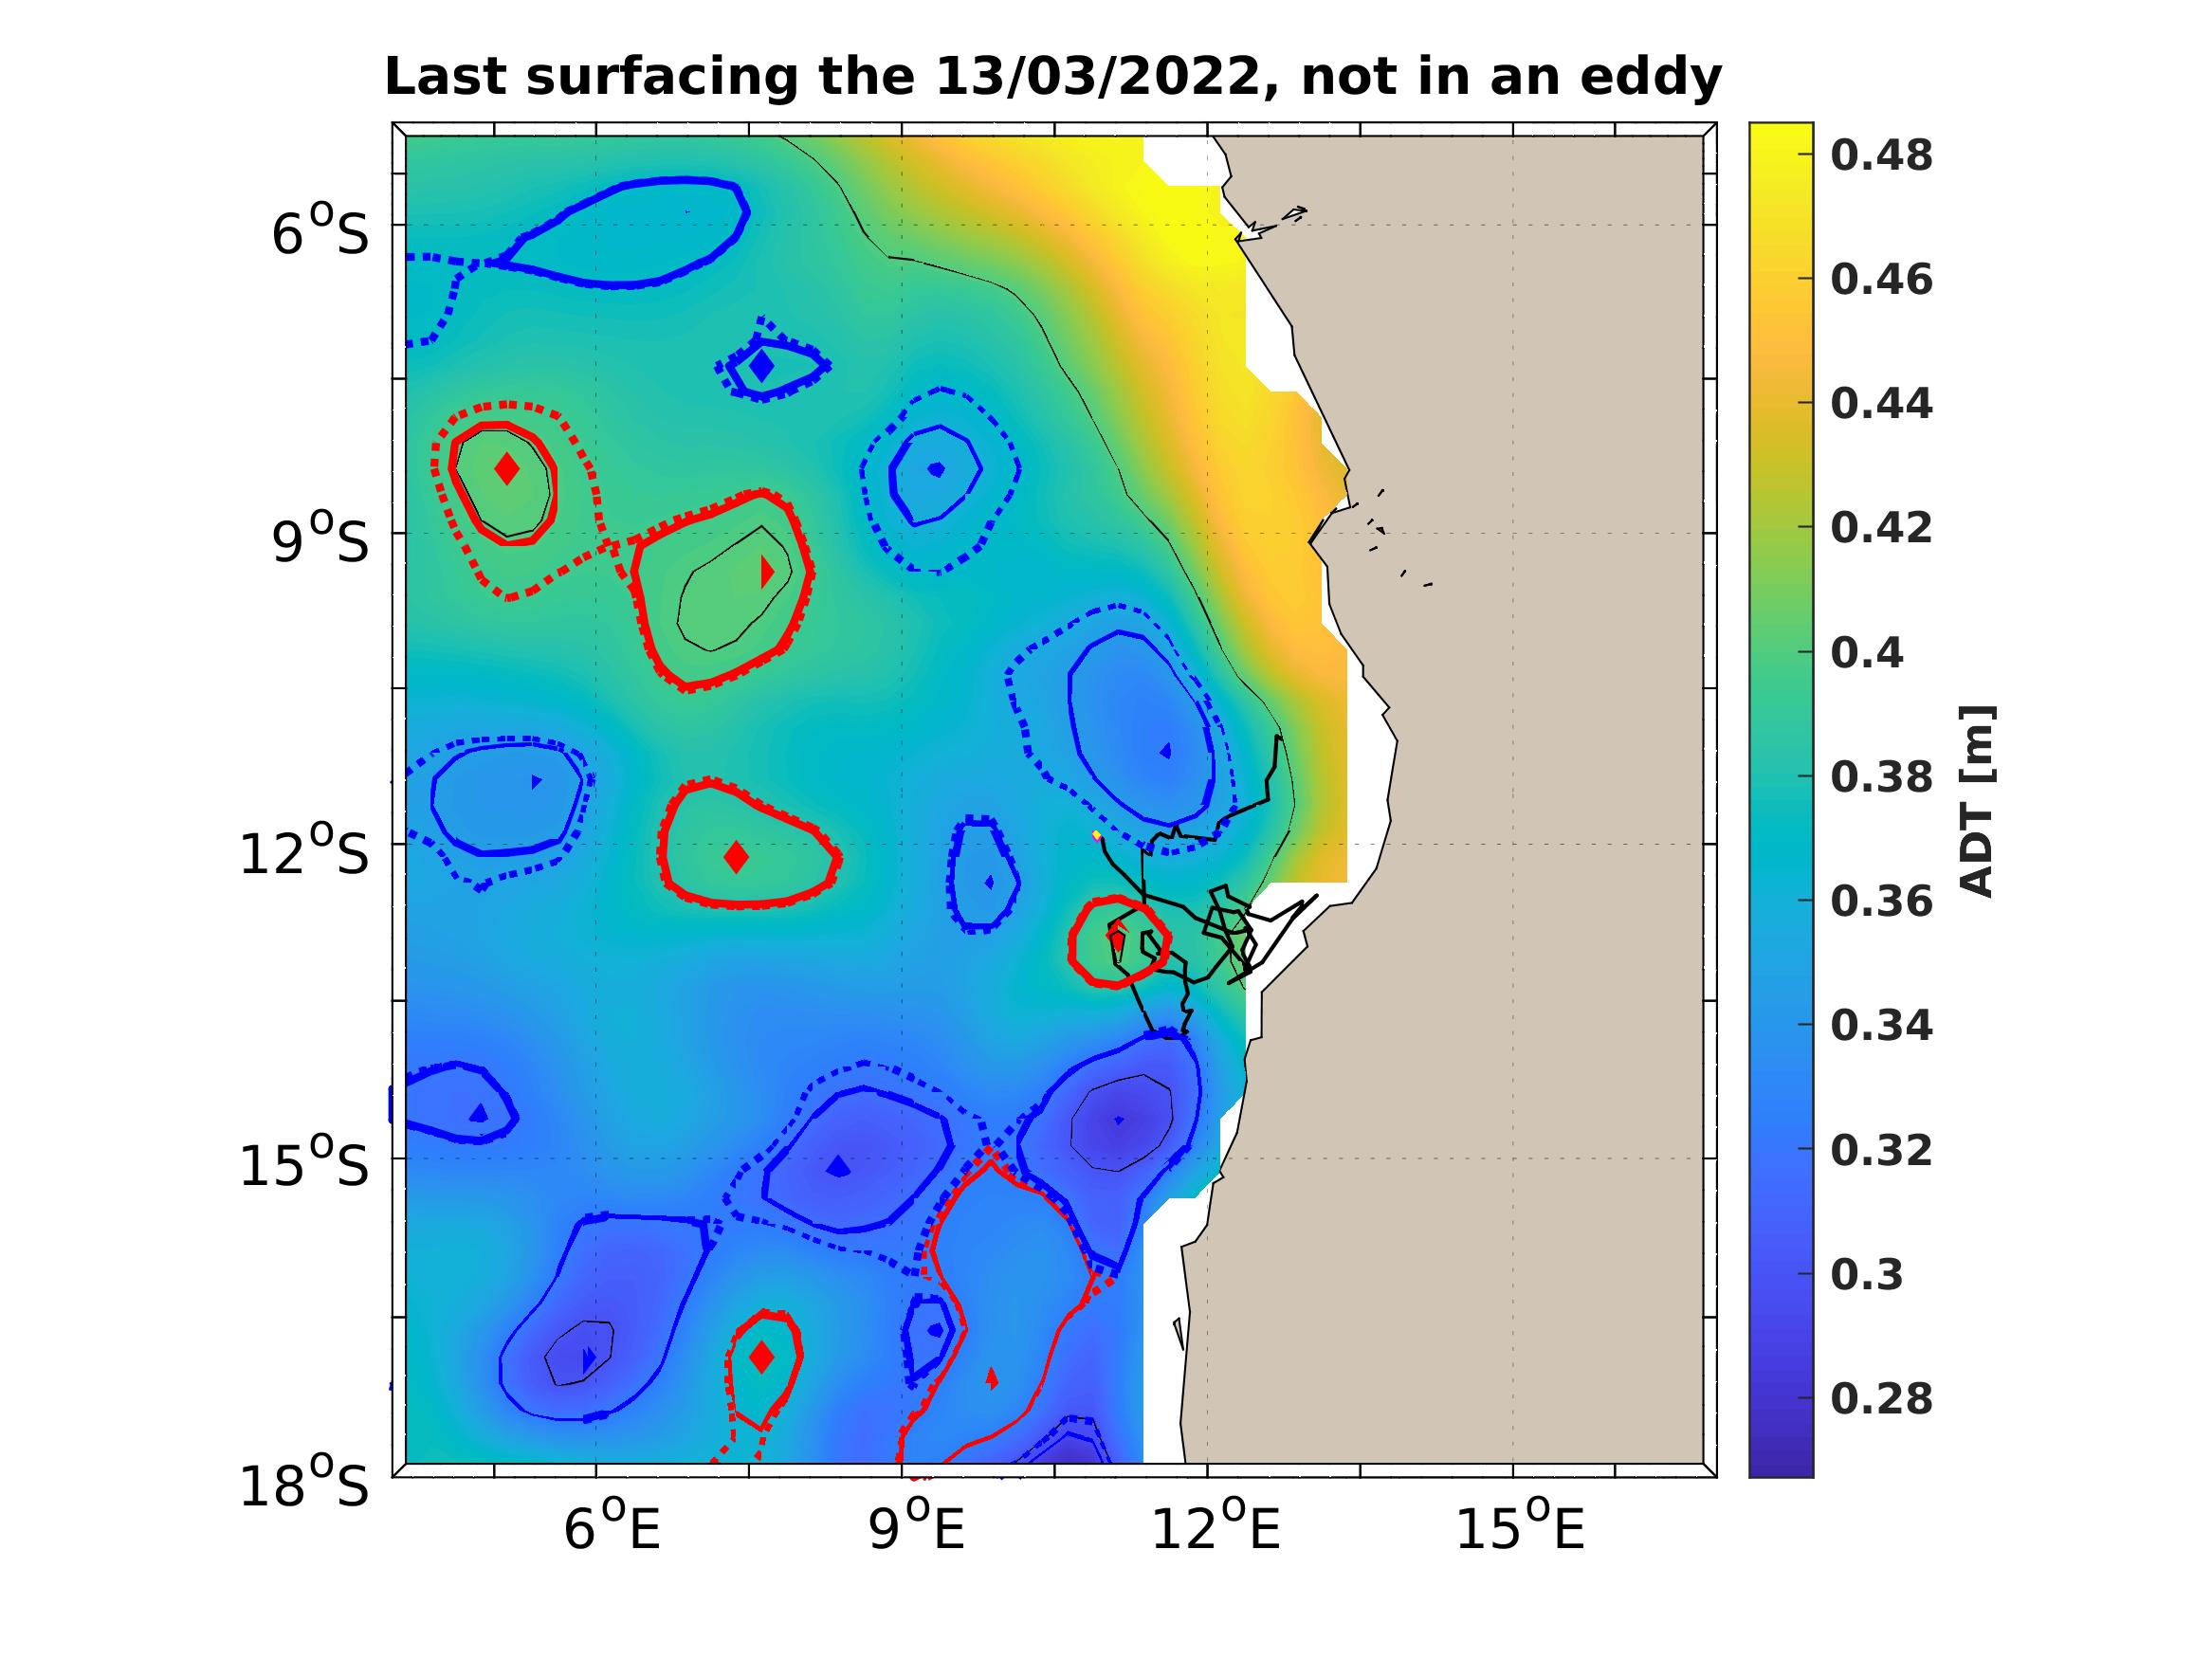 Last surfacing the 13/03/2022, not in an eddy
6°S
9°S
12°S
15°S
18°S
6°E
9°E
12°E
15°E
0.48
0.46
0.44
0.42
0.4
0.38
0.36
0.34
0.32
0.3
0.28
ADT [m]